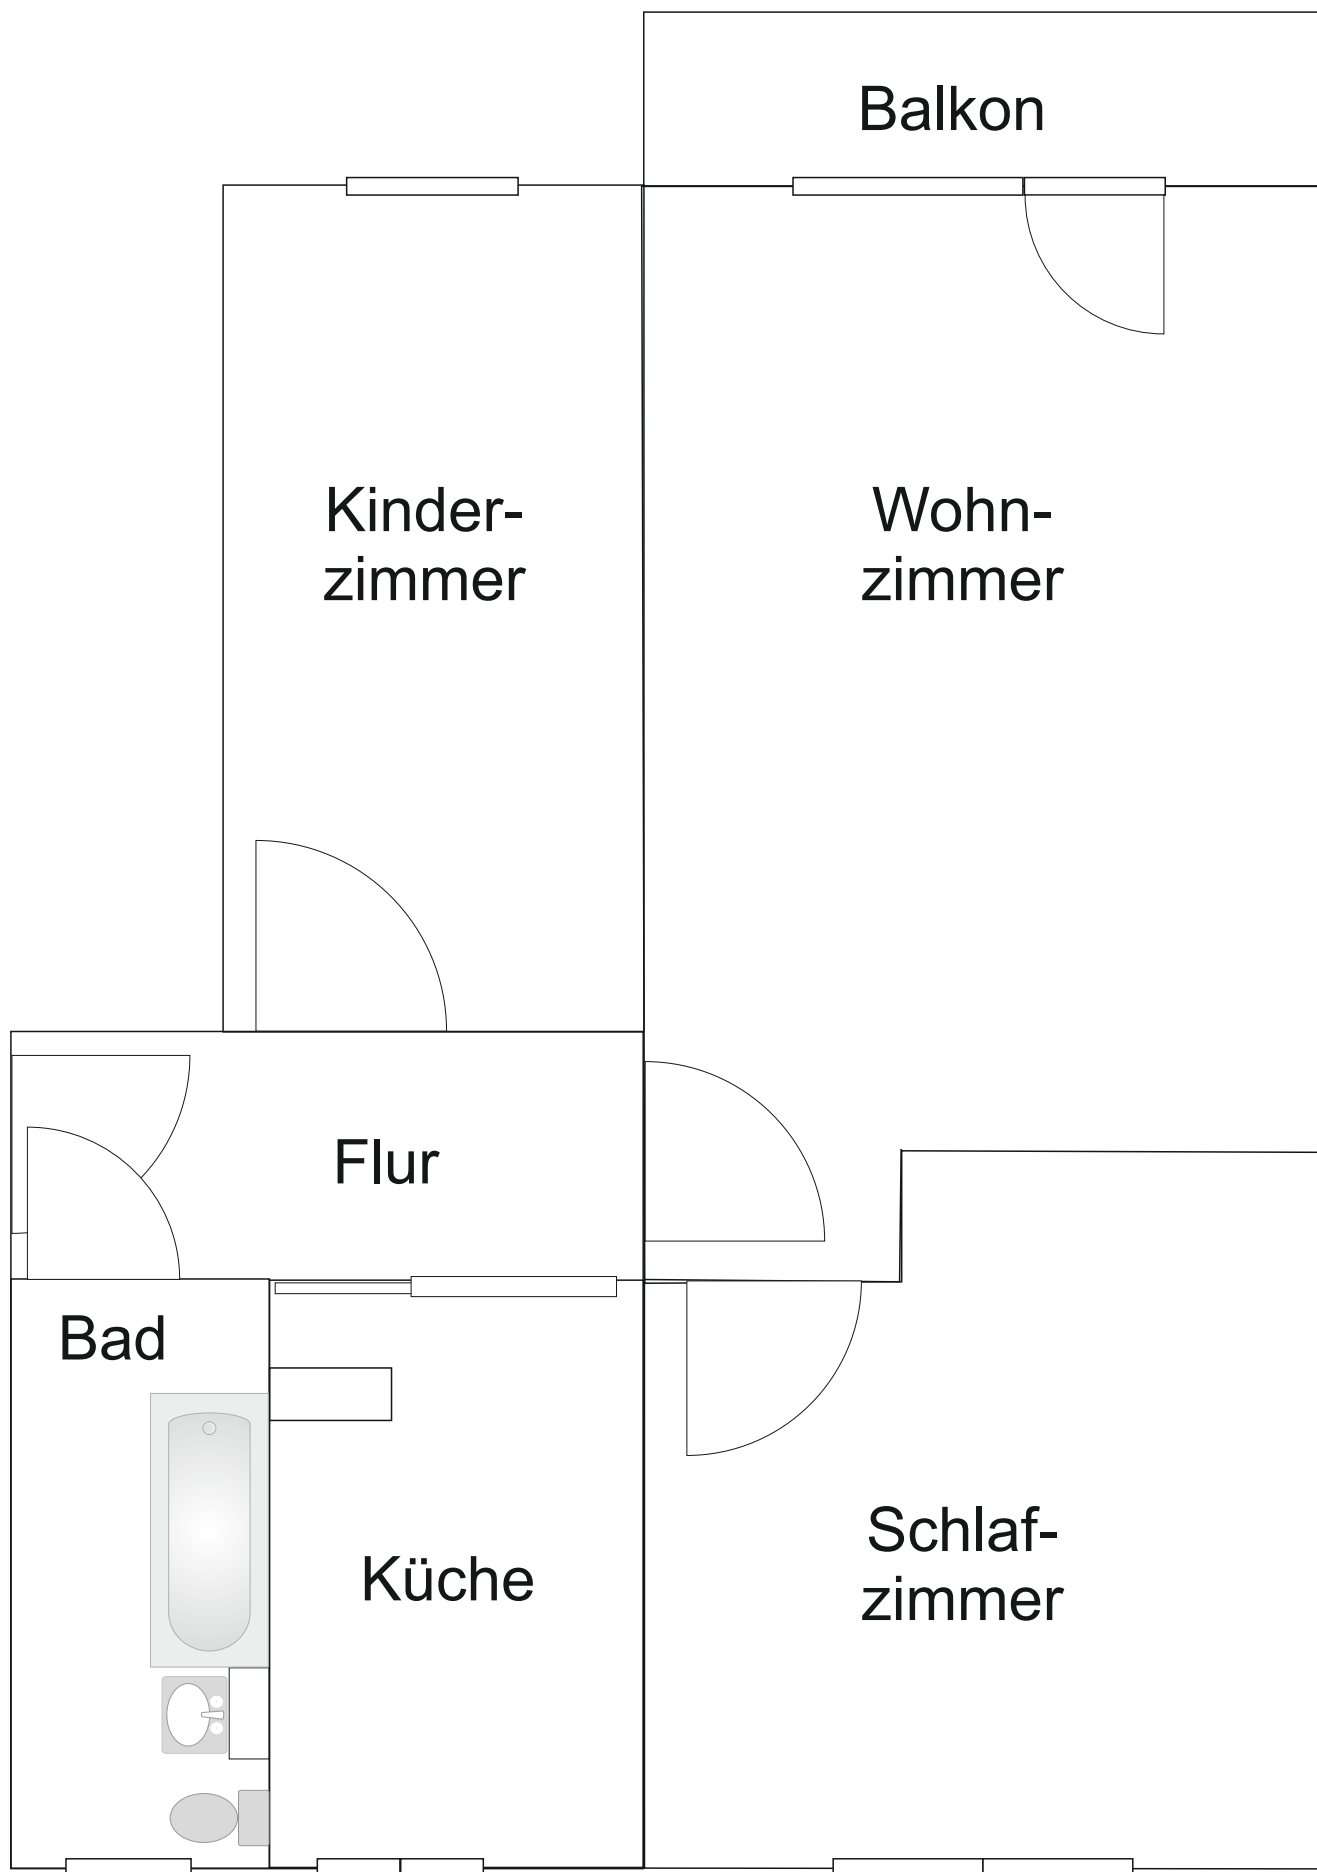 Balkon
Kinder-
zimmer
Wohn-
zimmer
Flur
Bad
Küche
Schlaf-
zimmer